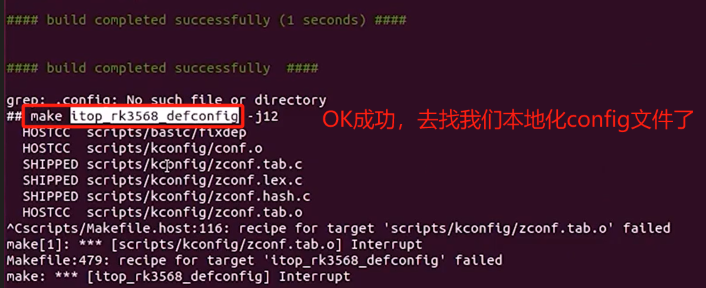 #### build completed successfully (1 seconds) ####
#### build completed successfully  ####
grep: .config: No such file or directory
## make itop_rk3568_defconfig -j12
OK成功，去找我们本地化config文件了
HOSTCC  scripts/basic/fixdep
HOSTCC  scripts/kconfig/conf.o
SHIPPED scripts/kconfig/zconf.tab.c
SHIPPED scripts/kconfig/zconf.lex.c
SHIPPED scripts/kconfig/zconf.hash.c
HOSTCC  scripts/kconfig/zconf.tab.o
^Cscripts/Makefile.host:116: recipe for target 'scripts/kconfig/zconf.tab.o' failed
make[1]: *** [scripts/kconfig/zconf.tab.o] Interrupt
Makefile:479: recipe for target 'itop_rk3568_defconfig' failed
make: *** [itop_rk3568_defconfig] Interrupt